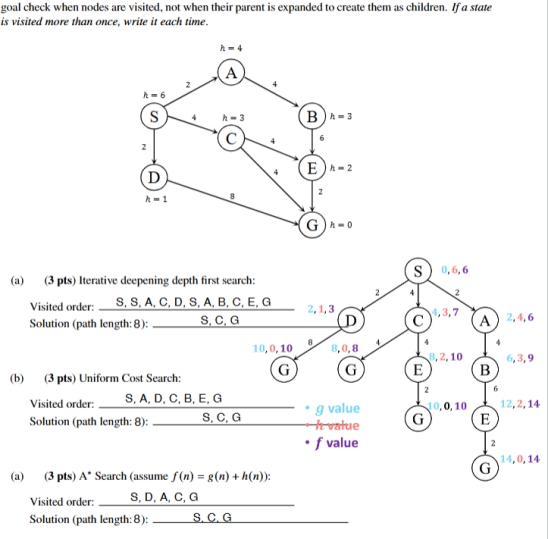 goal check when nodes are visited, not when their parent is expanded to create them as children. If a state
is visited more than once, write it each time.
h = 4
A
2
4
h = 6
S
4
h = 3
C
B
h = 3
2
4
6
D
h = 1
4
E
h = 2
8
2
G
h = 0
S
0,6,6
(a) (3 pts) Iterative deepening depth first search:
2
4
2
Visited order: S, S, A, C, D, S, A, B, C, E, G
2,1,3
D
C
4,3,7
A
2,4,6
Solution (path length:8): S, C, G
8
4
4
4
10,0,10
G
8,0,8
G
E
8,2,10
B
6,3,9
(b) (3 pts) Uniform Cost Search:
2
6
Visited order: S, A, D, C, B, E, G
Solution (path length: 8): S, C, G
• g value
• h value
• f value
G
10,0,10
E
12,2,14
2
G
14,0,14
(a) (3 pts) A* Search (assume f(n) = g(n) + h(n)):
Visited order: S, D, A, C, G
Solution (path length:8): S, C, G